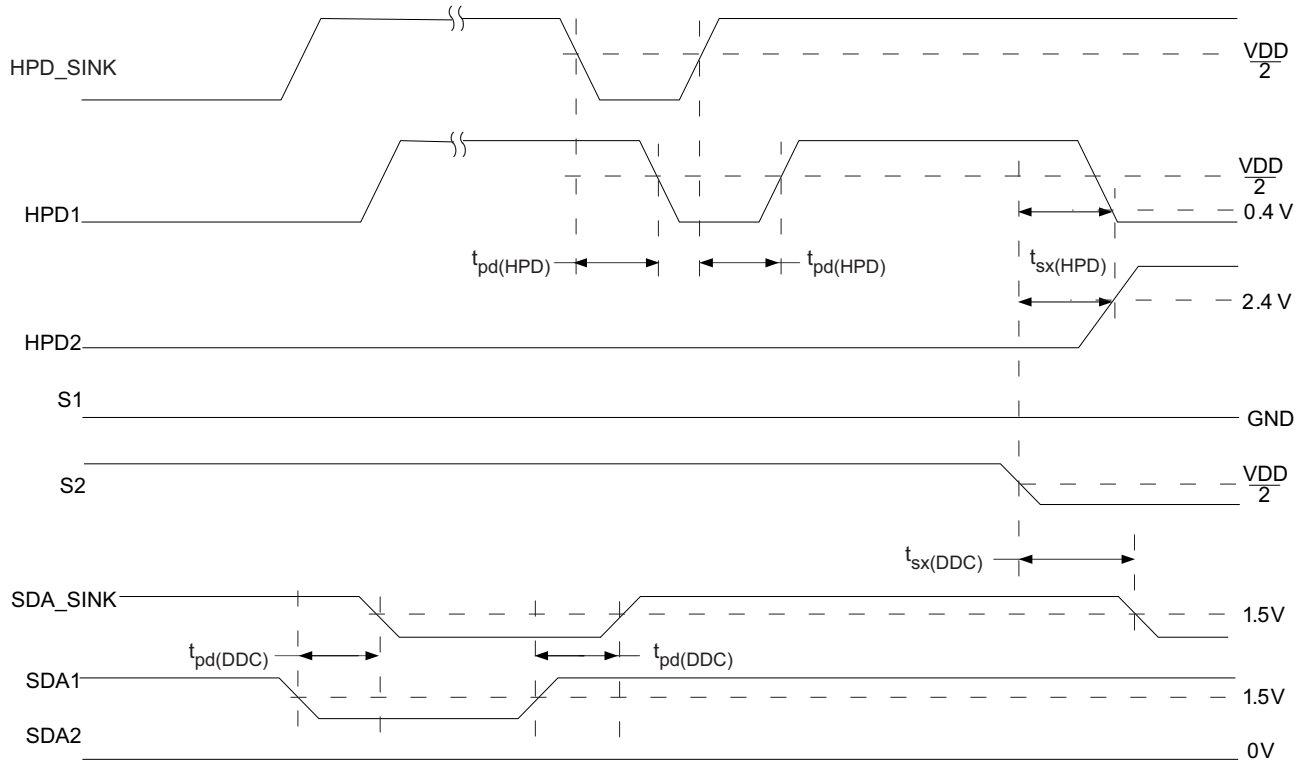 HPD_SINK
VDD
2
HPD1
VDD
2
0.4 V
tpd(HPD)
tpd(HPD)
tsx(HPD)
2.4 V
HPD2
S1
GND
S2
VDD
2
tsx(DDC)
SDA_SINK
1.5V
tpd(DDC)
tpd(DDC)
SDA1
1.5V
SDA2
0V